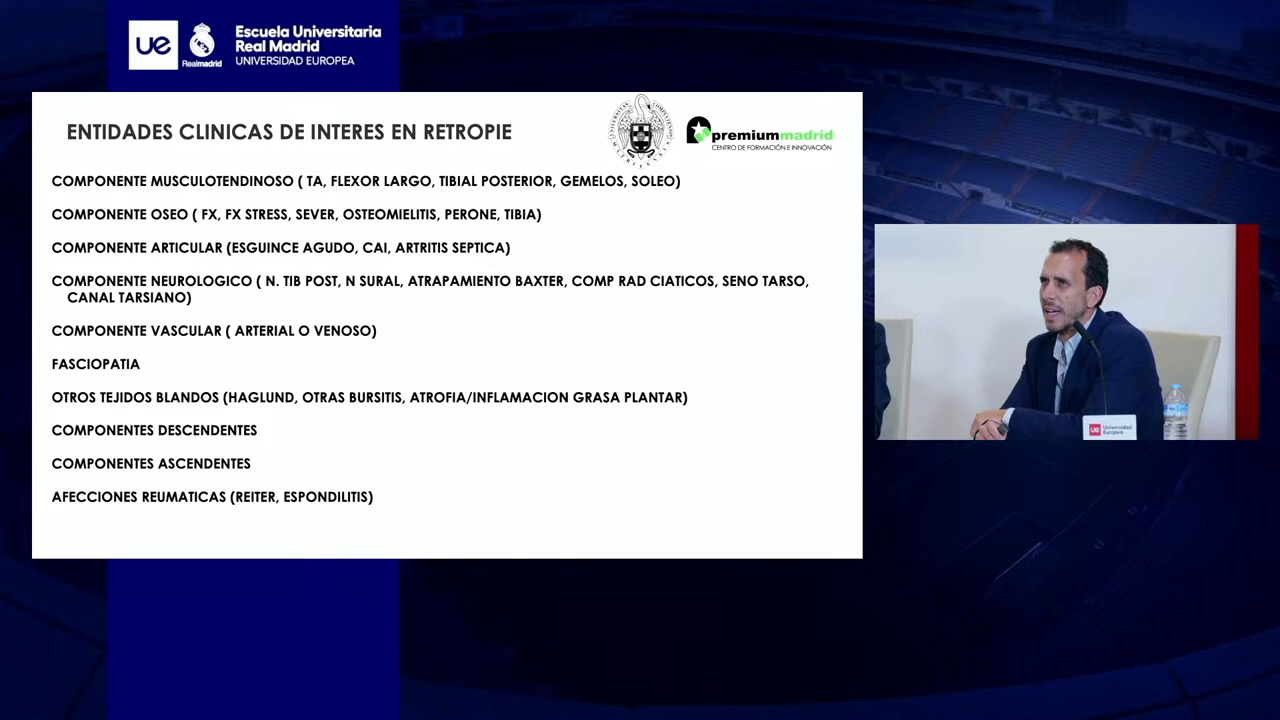 ue
Realmadrid
Escuela Universitaria
Real Madrid
UNIVERSIDAD EUROPEA
ENTIDADES CLINICAS DE INTERES EN RETROPIE
premiummadrid
CENTRO DE FORMACIÓN E INNOVACIÓN
COMPONENTE MUSCULOTENDINOSO ( TA, FLEXOR LARGO, TIBIAL POSTERIOR, GEMELOS, SOLEO)
COMPONENTE OSEO ( FX, FX STRESS, SEVER, OSTEOMIELITIS, PERONE, TIBIA)
COMPONENTE ARTICULAR (ESGUINCE AGUDO, CAI, ARTRITIS SEPTICA)
COMPONENTE NEUROLOGICO ( N. TIB POST, N SURAL, ATRAPAMIENTO BAXTER, COMP RAD CIATICOS, SENO TARSO,
CANAL TARSIANO)
COMPONENTE VASCULAR ( ARTERIAL O VENOSO)
FASCIOPATIA
OTROS TEJIDOS BLANDOS (HAGLUND, OTRAS BURSITIS, ATROFIA/INFLAMACION GRASA PLANTAR)
COMPONENTES DESCENDENTES
COMPONENTES ASCENDENTES
AFECCIONES REUMATICAS (REITER, ESPONDILITIS)
ue
Universidad
Europea